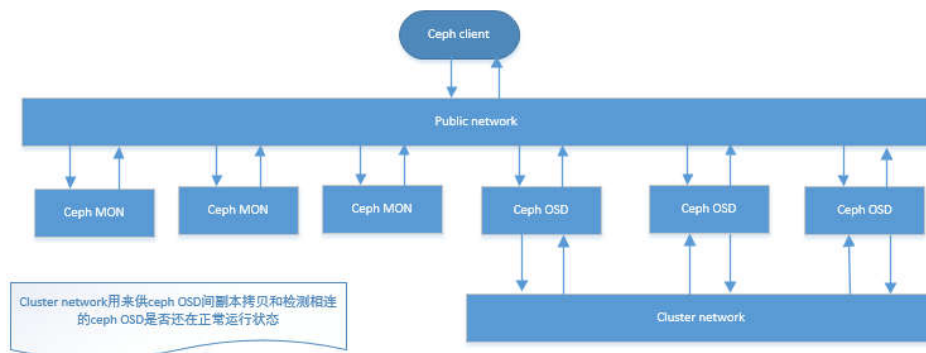 Ceph client
Public network
Ceph MON
Ceph MON
Ceph MON
Ceph OSD
Ceph OSD
Ceph OSD
Cluster network用来供ceph OSD间副本拷贝和检测相连
的ceph OSD是否还在正常运行状态
Cluster network